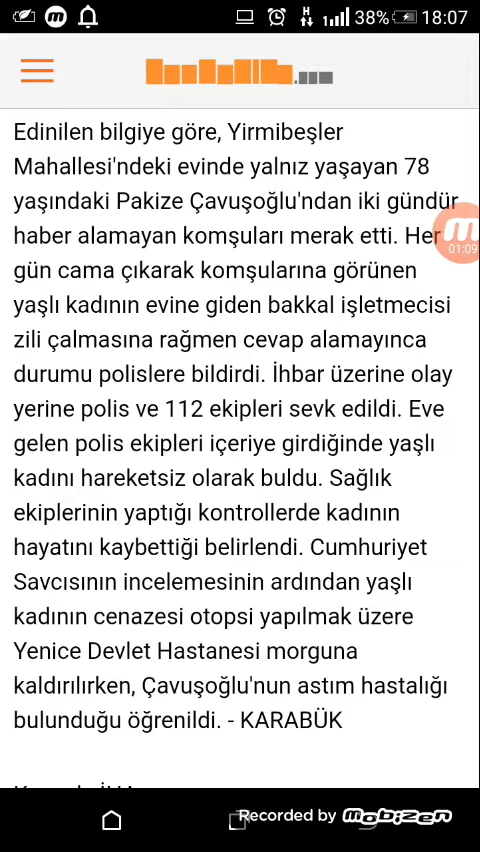 H 38% 18:07
Edinilen bilgiye göre, Yirmibeşler
Mahallesi'ndeki evinde yalnız yaşayan 78
yaşındaki Pakize Çavuşoğlu'ndan iki gündür
haber alamayan komşuları merak etti. Her
01:09
gün cama çıkarak komşularına görünen
yaşlı kadının evine giden bakkal işletmecisi
zili çalmasına rağmen cevap alamayınca
durumu polislere bildirdi. İhbar üzerine olay
yerine polis ve 112 ekipleri sevk edildi. Eve
gelen polis ekipleri içeriye girdiğinde yaşlı
kadını hareketsiz olarak buldu. Sağlık
ekiplerinin yaptığı kontrollerde kadının
hayatını kaybettiği belirlendi. Cumhuriyet
Savcısının incelemesinin ardından yaşlı
kadının cenazesi otopsi yapılmak üzere
Yenice Devlet Hastanesi morguna
kaldırılırken, Çavuşoğlu'nun astım hastalığı
bulunduğu öğrenildi. - KARABÜK
Recorded by mobizen